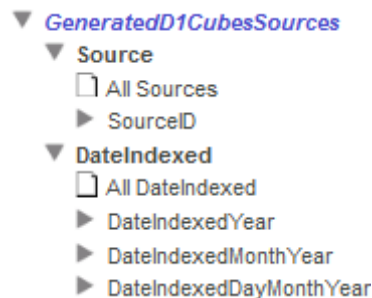 GeneratedD1CubesSources
Source
All Sources
SourceID
DateIndexed
All DateIndexed
DateIndexedYear
DateIndexedMonthYear
DateIndexedDayMonthYear